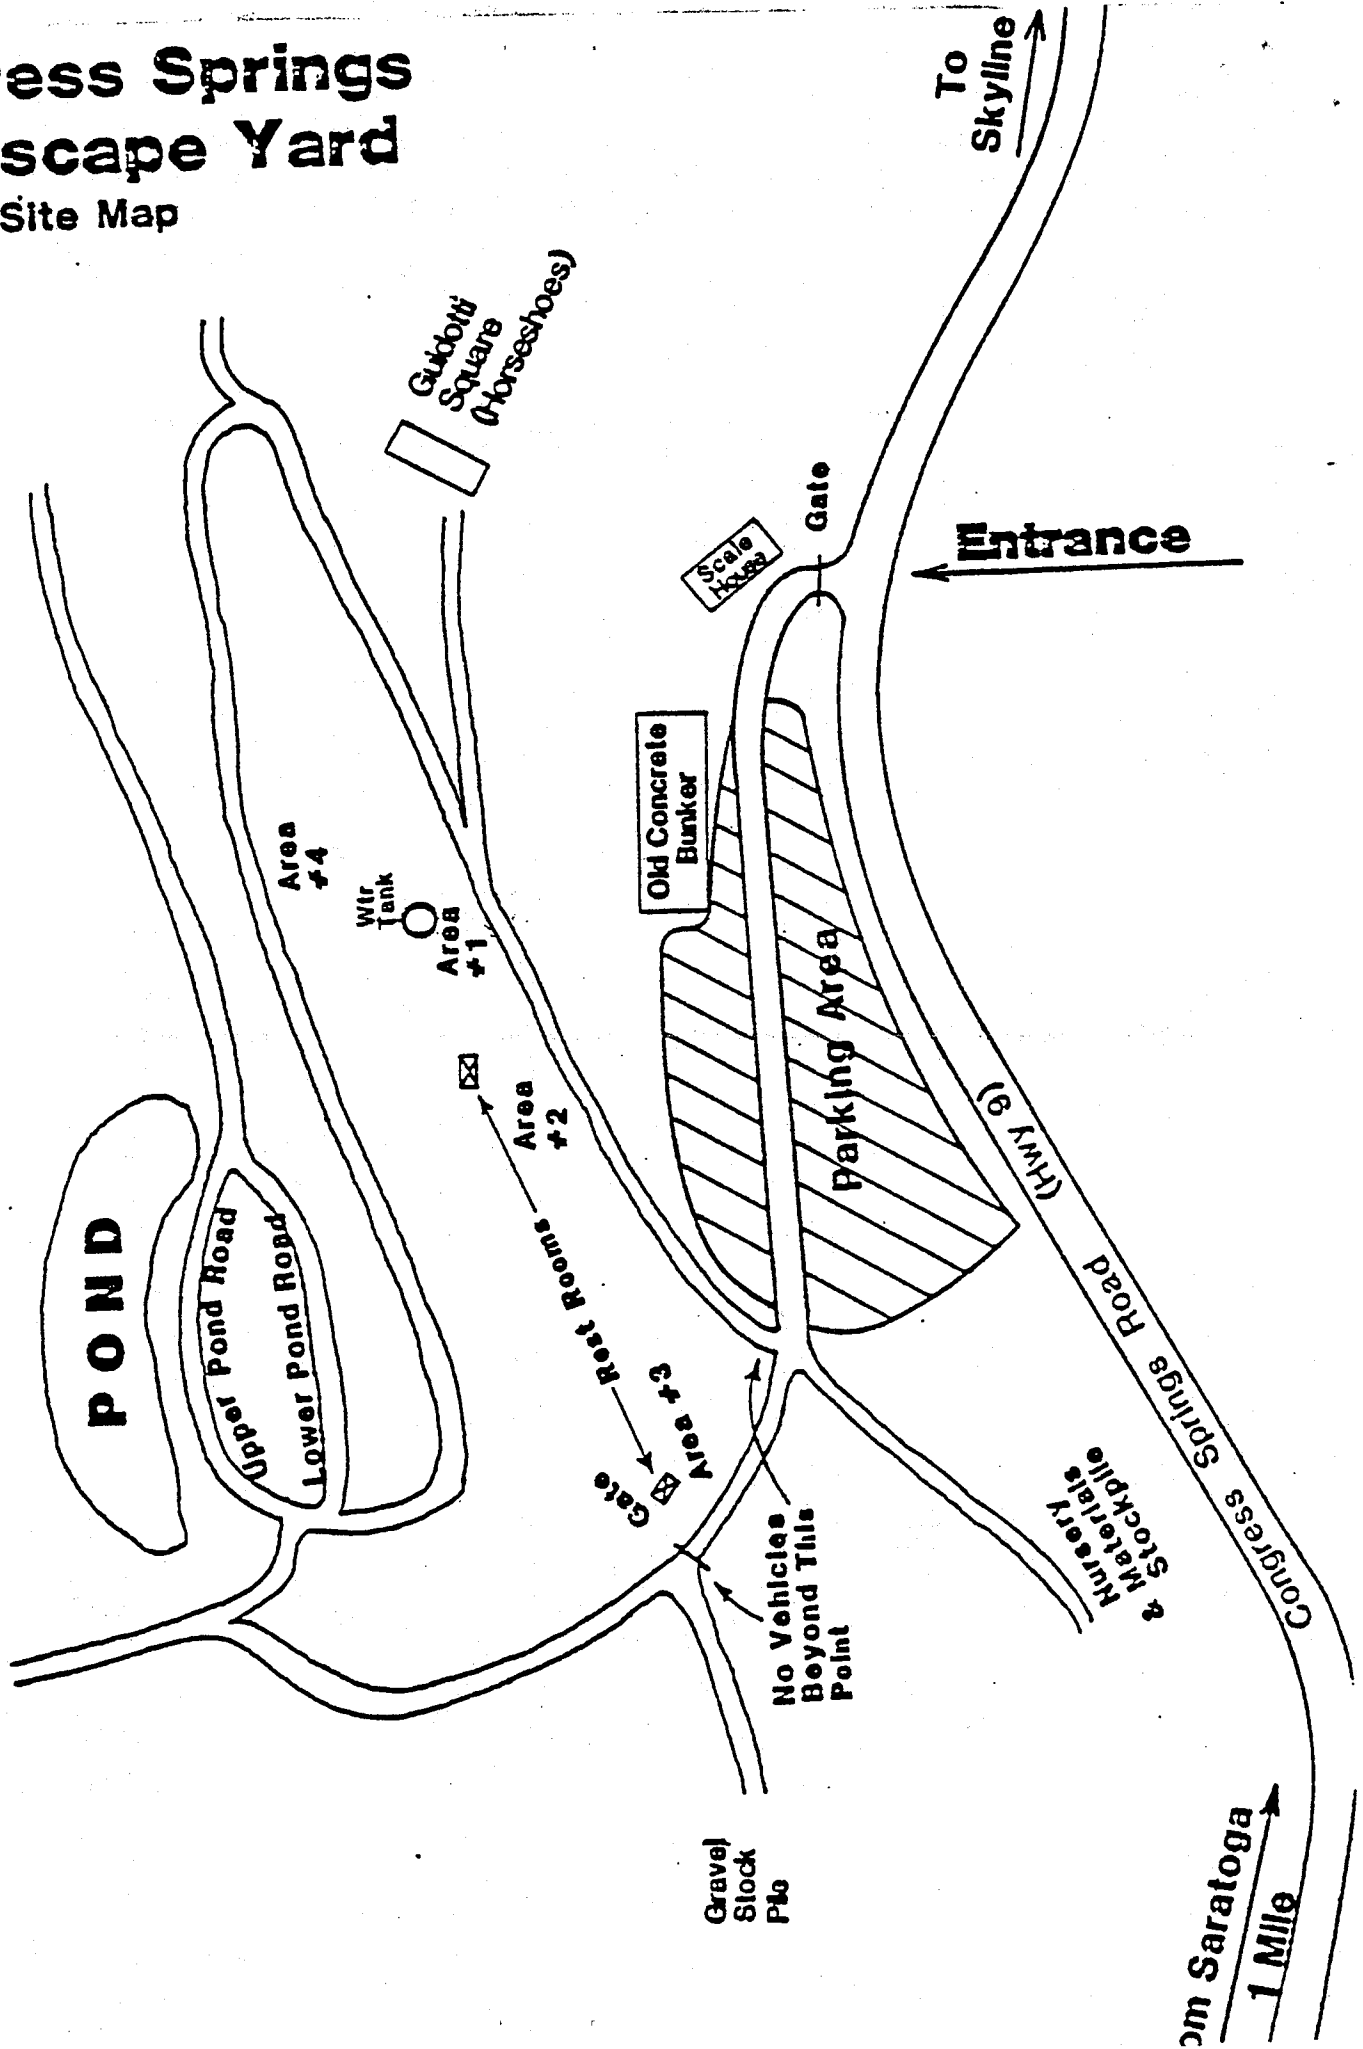 ess Springs
scape Yard
Site Map
To
Skyline
Guidotti
Square
(Horseshoes)
Gate
Scale
House
Entrance
Old Concrete
Bunker
Area
#4
Wtr
Tank
Area
#1
Area
#2
Rest Rooms
Area #3
Gate
Parking Area
POND
Upper Pond Road
Lower Pond Road
No Vehicles
Beyond This
Point
Nursery
& Materials
Stockpile
Congress Springs Road (Hwy 9)
Gravel
Stock
Pile
om Saratoga
1 Mile